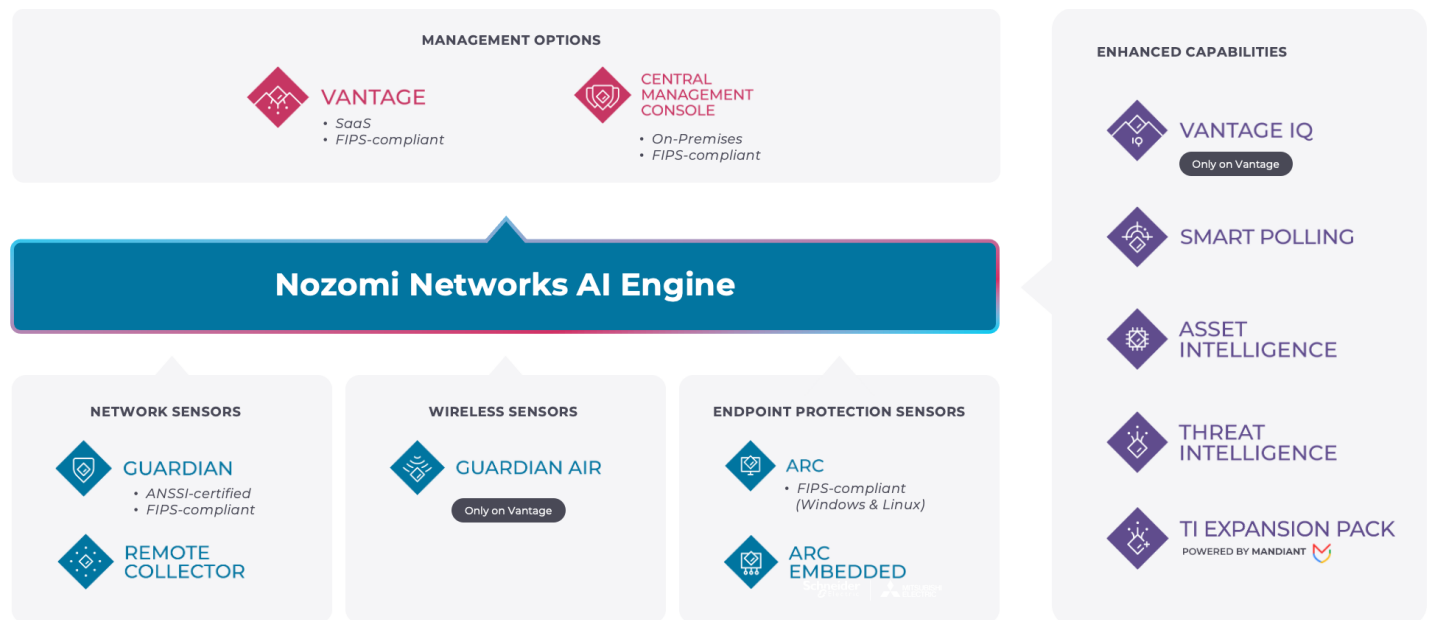 MANAGEMENT OPTIONS
VANTAGE
• SaaS
• FIPS-compliant
CENTRAL
MANAGEMENT
CONSOLE
• On-Premises
• FIPS-compliant
Nozomi Networks AI Engine
NETWORK SENSORS
GUARDIAN
• ANSSI-certified
• FIPS-compliant
REMOTE
COLLECTOR
WIRELESS SENSORS
GUARDIAN AIR
Only on Vantage
ENDPOINT PROTECTION SENSORS
ARC
• FIPS-compliant
(Windows & Linux)
ARC
EMBEDDED
ENHANCED CAPABILITIES
IQ
VANTAGE IQ
Only on Vantage
SMART POLLING
ASSET
INTELLIGENCE
THREAT
INTELLIGENCE
TI EXPANSION PACK
POWERED BY MANDIANT